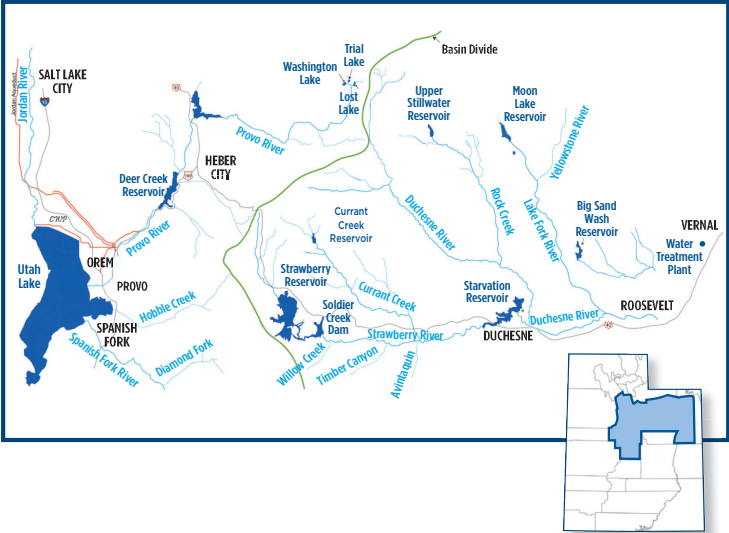 Basin Divide
Trial
Lake
Washington
Lake
Lost
Lake
SALT LAKE
CITY
Jordan River
Jordan Aqueduct
Upper
Stillwater
Reservoir
Moon
Lake
Reservoir
Yellowstone River
Provo River
HEBER
CITY
Deer Creek
Reservoir
Provo River
CWP
OREM
Utah
Lake
PROVO
SPANISH
FORK
Hobble Creek
Spanish Fork River
Diamond Fork
Currant
Creek
Reservoir
Duchesne River
Rock Creek
Lake Fork River
Big Sand
Wash
Reservoir
VERNAL
Water
Treatment
Plant
Strawberry
Reservoir
Soldier
Creek
Dam
Currant Creek
Starvation
Reservoir
Strawberry River
DUCHESNE
Duchesne River
ROOSEVELT
Willow Creek
Timber Canyon
Avintaquin